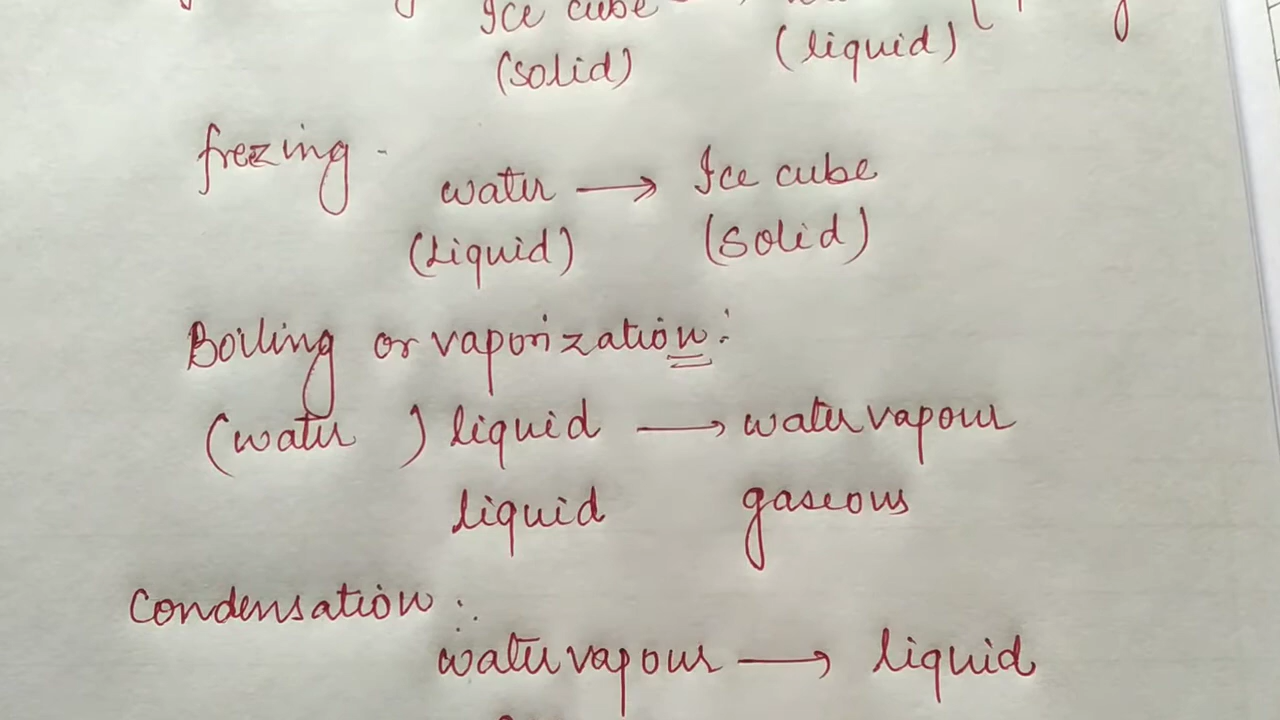 Ice cube
(solid) (liquid)
frezing -
water → Ice cube
(Liquid) (Solid)
Boiling or vaporization:
(water ) liquid → water vapour
liquid gaseous
Condensation :
water vapour → liquid